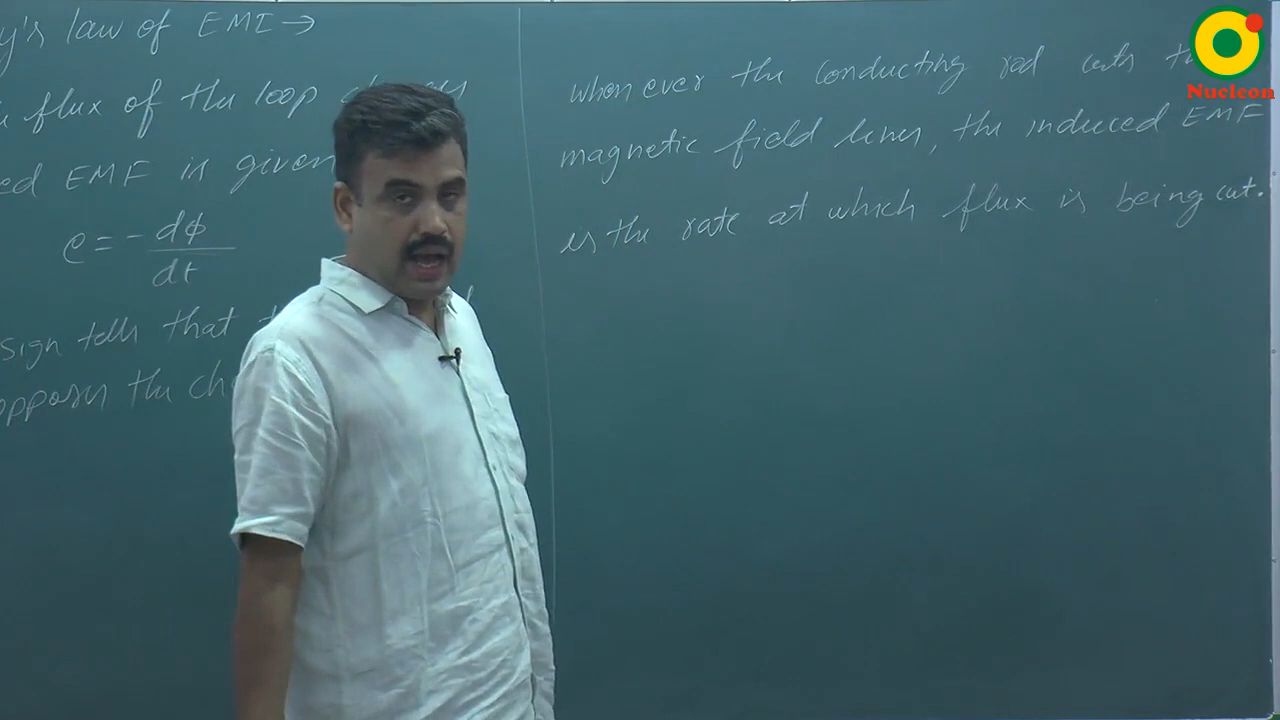 y's law of EMI →
flux of the loop
ed EMF is given
e = - dφ
dt
sign tells that
oppose the ch
whenever the conducting rod cuts th
magnetic field lines, the induced EMF
is the rate at which flux is being cut.
Nucleon